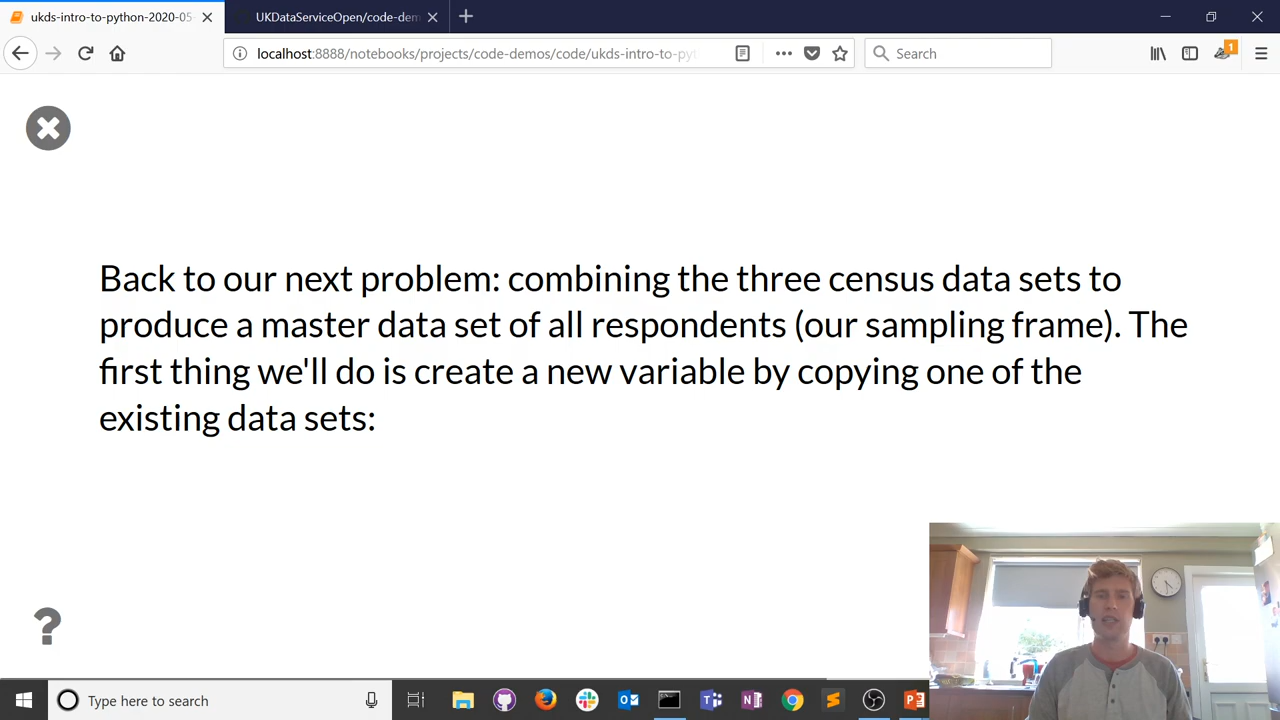 ukds-intro-to-python-2020-05-
UKDataServiceOpen/code-dem
localhost:8888/notebooks/projects/code-demos/code/ukds-intro-to-pyt
Search
1
Back to our next problem: combining the three census data sets to
produce a master data set of all respondents (our sampling frame). The
first thing we'll do is create a new variable by copying one of the
existing data sets:
?
Type here to search